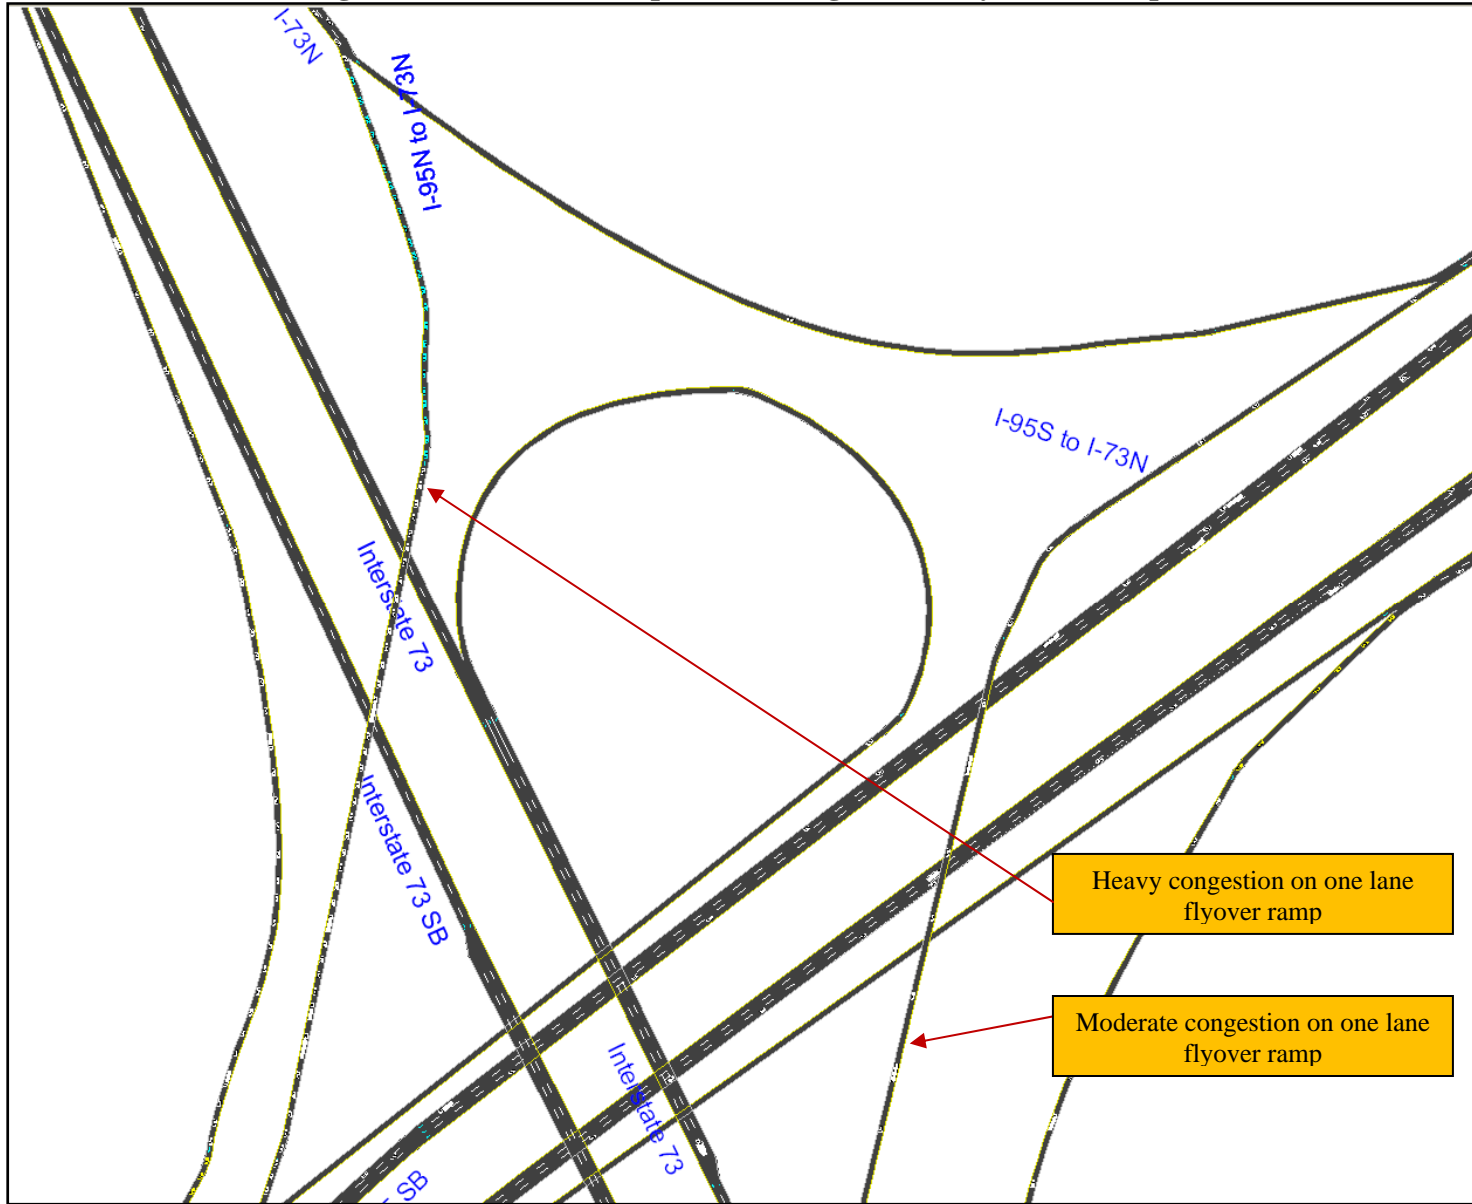 I-73N
I-95N to I-73N
I-95S to I-73N
Interstate 73
Interstate 73 SB
Heavy congestion on one lane
flyover ramp
Moderate congestion on one lane
flyover ramp
Interstate 73
SB